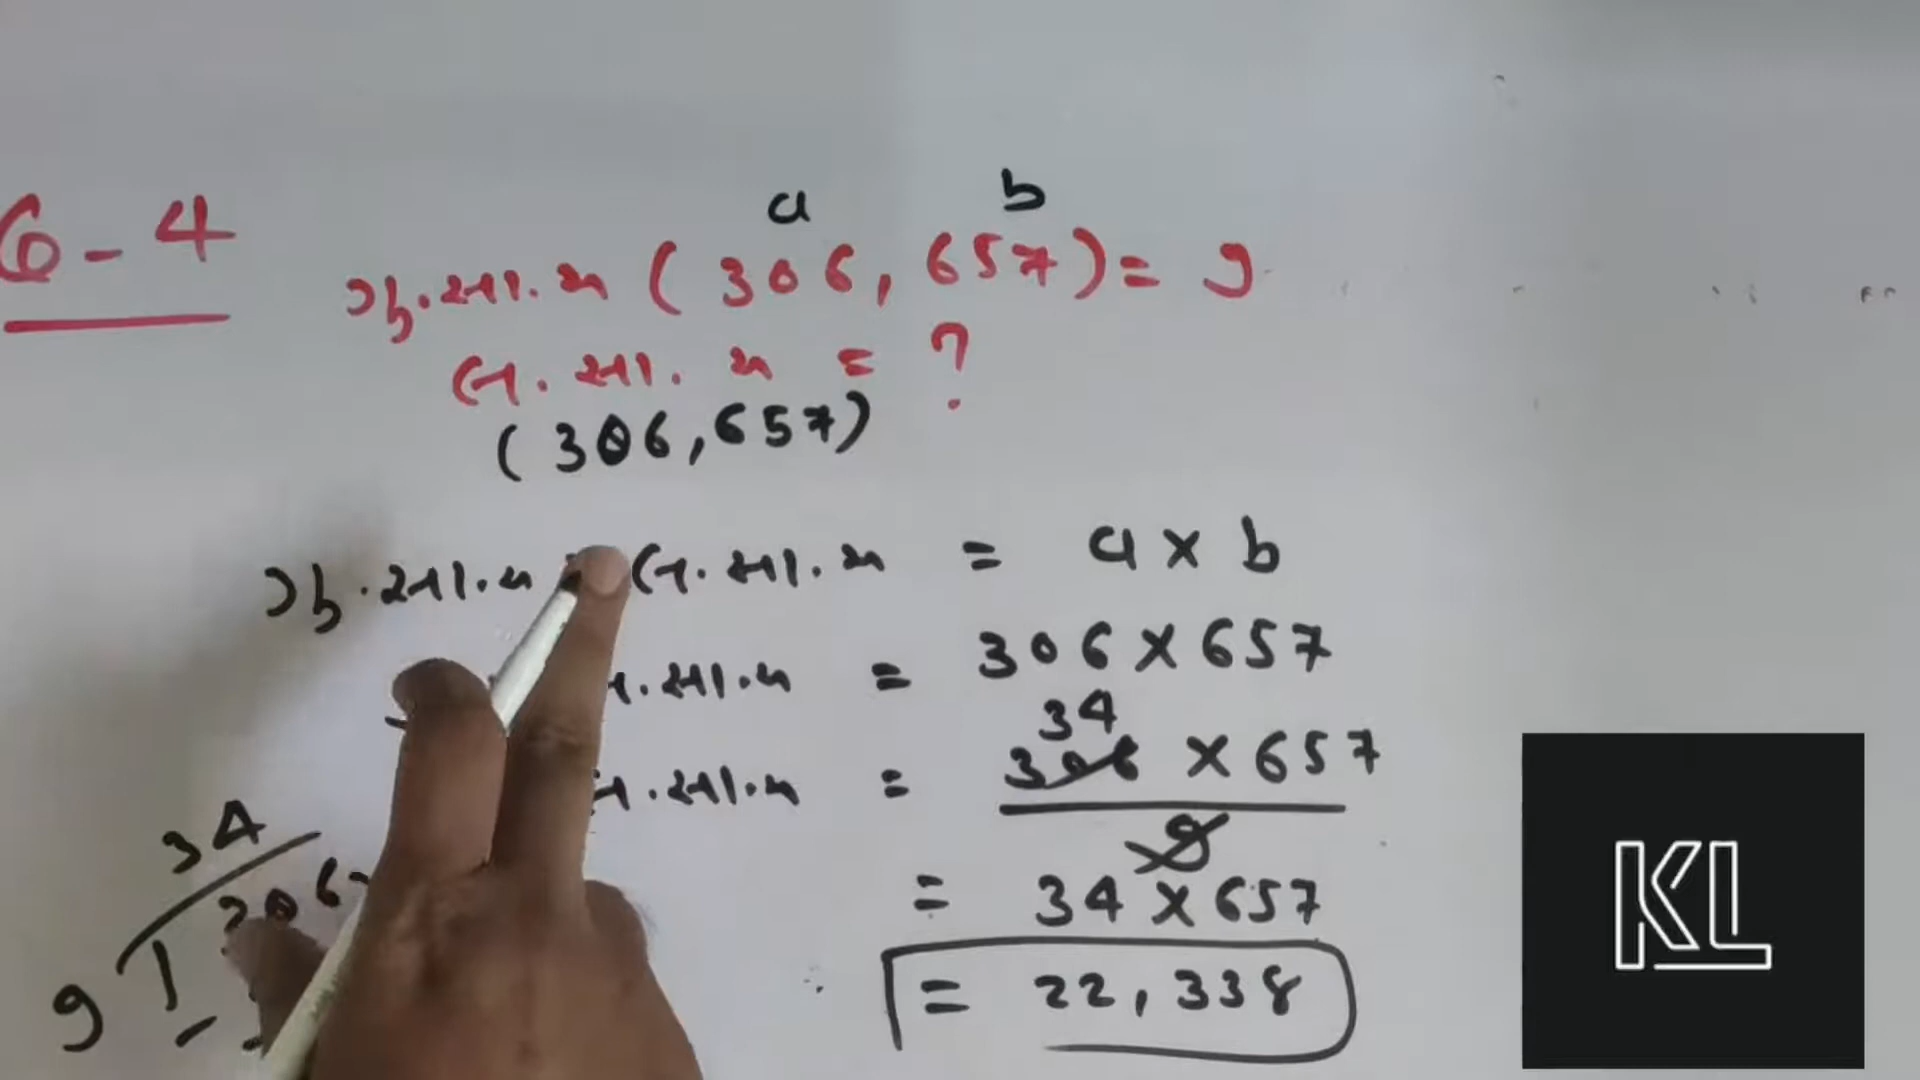 6-4
a b
ગુ.સા.અ (306, 657) = 9
લ.સા.અ = ?
(306, 657)
ગુ.સા.અ લ.સા.અ = a × b
.સા.અ = 306 × 657
34
.સા.અ = 306 × 657
9
= 34 × 657
= 22,338
34
9 306
KL